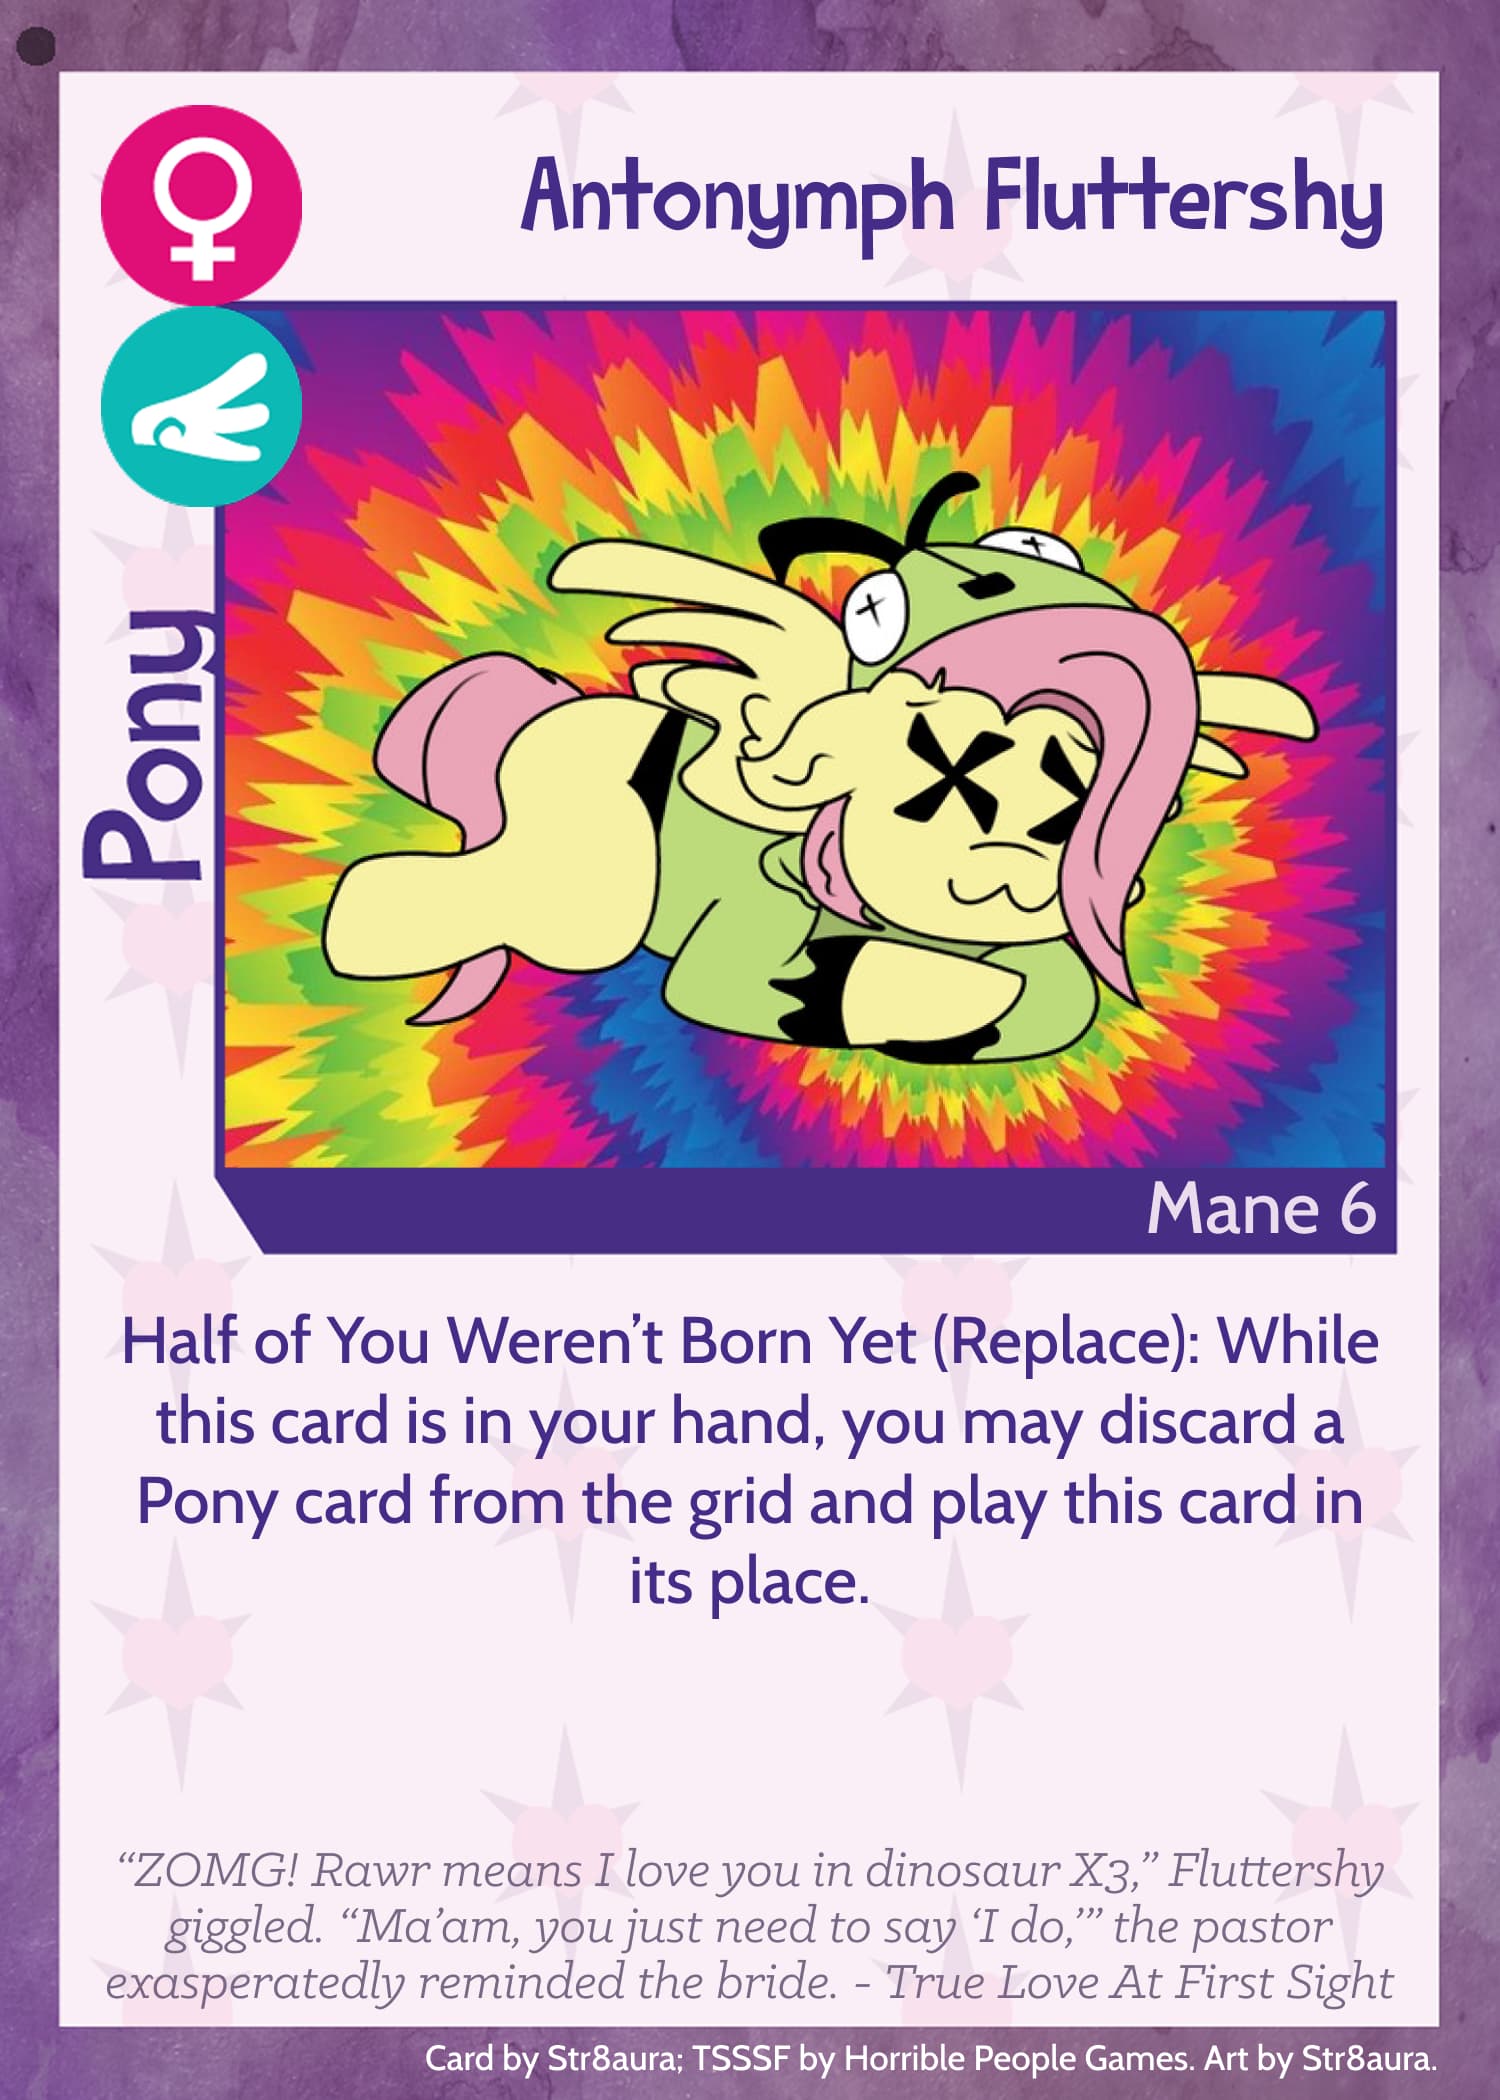 Antonymph Fluttershy
Pony
Mane 6
Half of You Weren’t Born Yet (Replace): While
this card is in your hand, you may discard a
Pony card from the grid and play this card in
its place.
“ZOMG! Rawr means I love you in dinosaur X3,” Fluttershy
giggled. “Ma’am, you just need to say ‘I do,’” the pastor
exasperatedly reminded the bride. - True Love At First Sight
Card by Str8aura; TSSSF by Horrible People Games. Art by Str8aura.